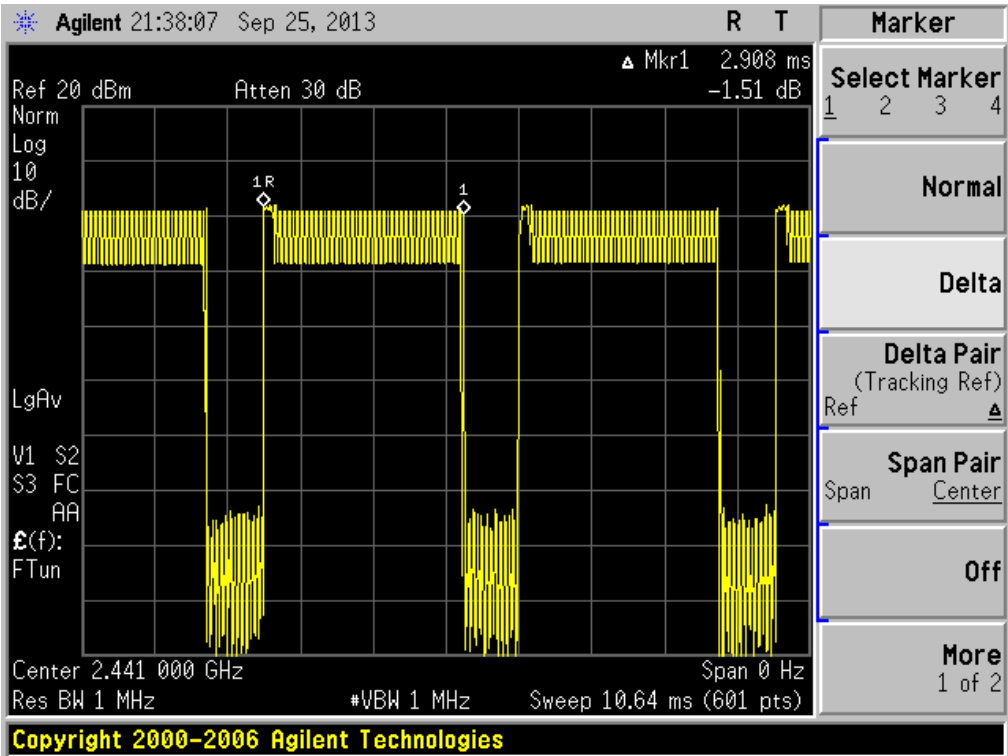 Agilent 21:38:07 Sep 25, 2013 R T
Δ Mkr1 2.908 ms
Ref 20 dBm Atten 30 dB -1.51 dB
Norm
Log
10
dB/
1R
1
LgAv
V1 S2
S3 FC
AA
£(f):
FTun
Center 2.441 000 GHz Span 0 Hz
Res BW 1 MHz #VBW 1 MHz Sweep 10.64 ms (601 pts)
Copyright 2000-2006 Agilent Technologies
Marker
Select Marker
1 2 3 4
Normal
Delta
Delta Pair
(Tracking Ref)
Ref Δ
Span Pair
Span Center
Off
More
1 of 2